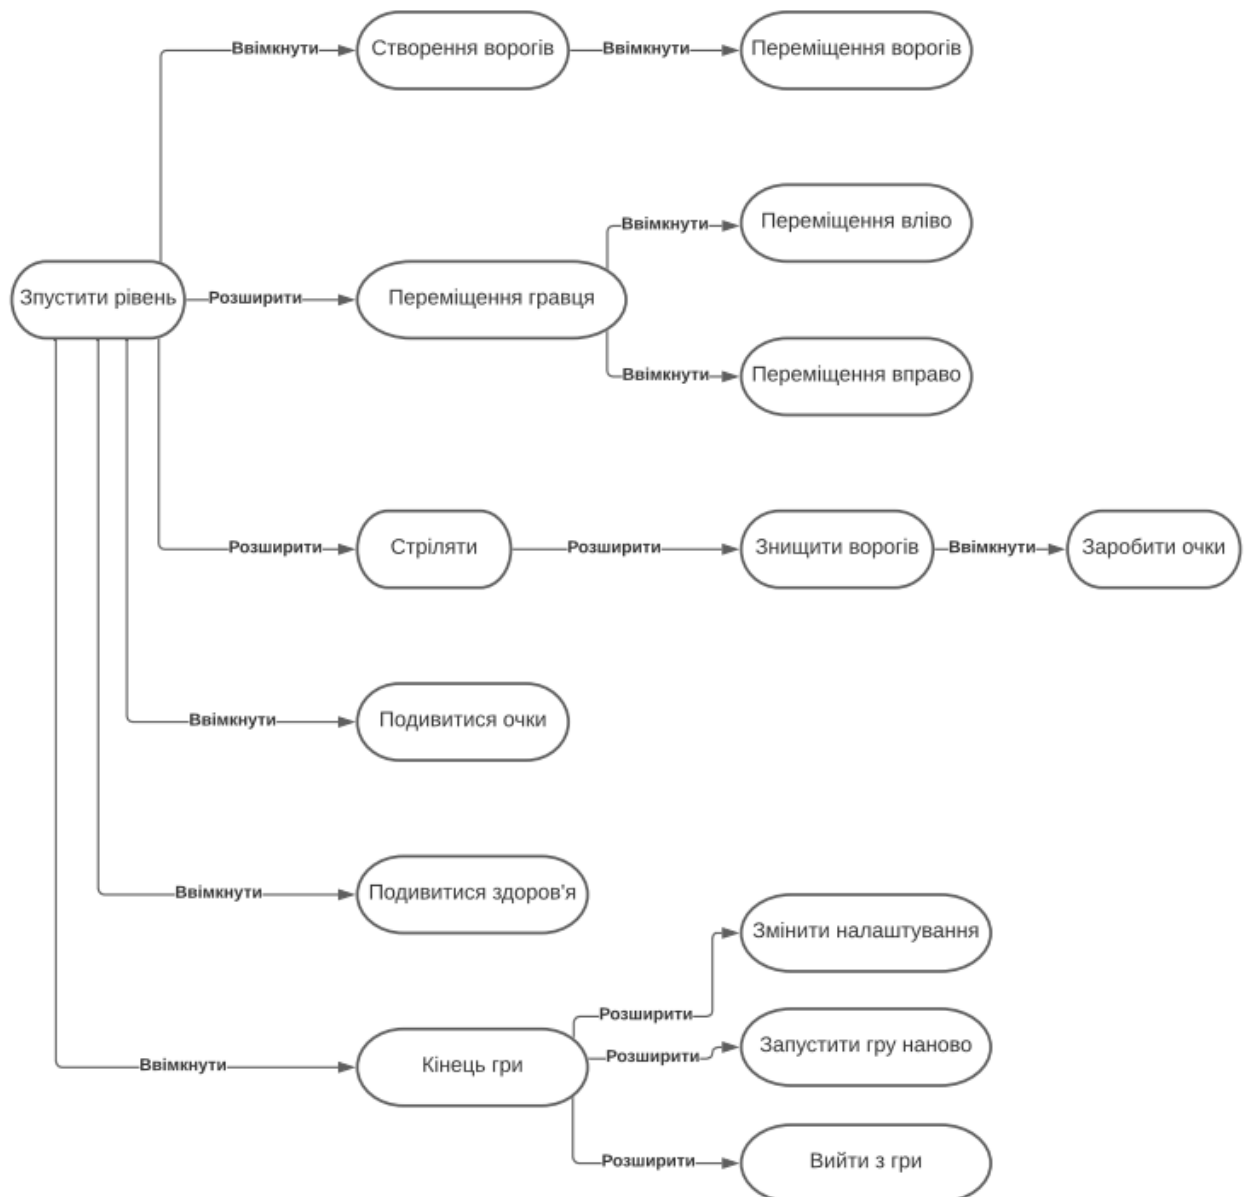 Ввімкнути
Створення ворогів
Ввімкнути
Переміщення ворогів
Ввімкнути
Переміщення вліво
Зпустити рівень
Розширити
Переміщення гравця
Ввімкнути
Переміщення вправо
Розширити
Стріляти
Розширити
Знищити ворогів
Ввімкнути
Заробити очки
Ввімкнути
Подивитися очки
Ввімкнути
Подивитися здоров'я
Змінити налаштування
Розширити
Ввімкнути
Кінець гри
Розширити
Запустити гру наново
Розширити
Вийти з гри